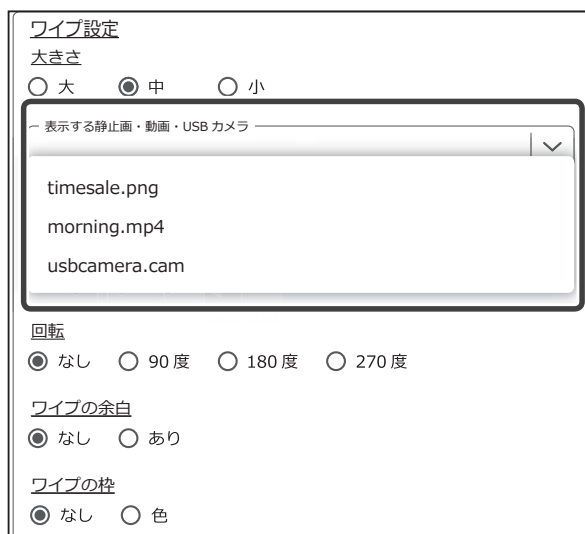 ワイプ設定
大きさ
大 中 小
表示する静止画・動画・USB カメラ
timesale.png
morning.mp4
usbcamera.cam
回転
なし 90 度 180 度 270 度
ワイプの余白
なし あり
ワイプの枠
なし 色